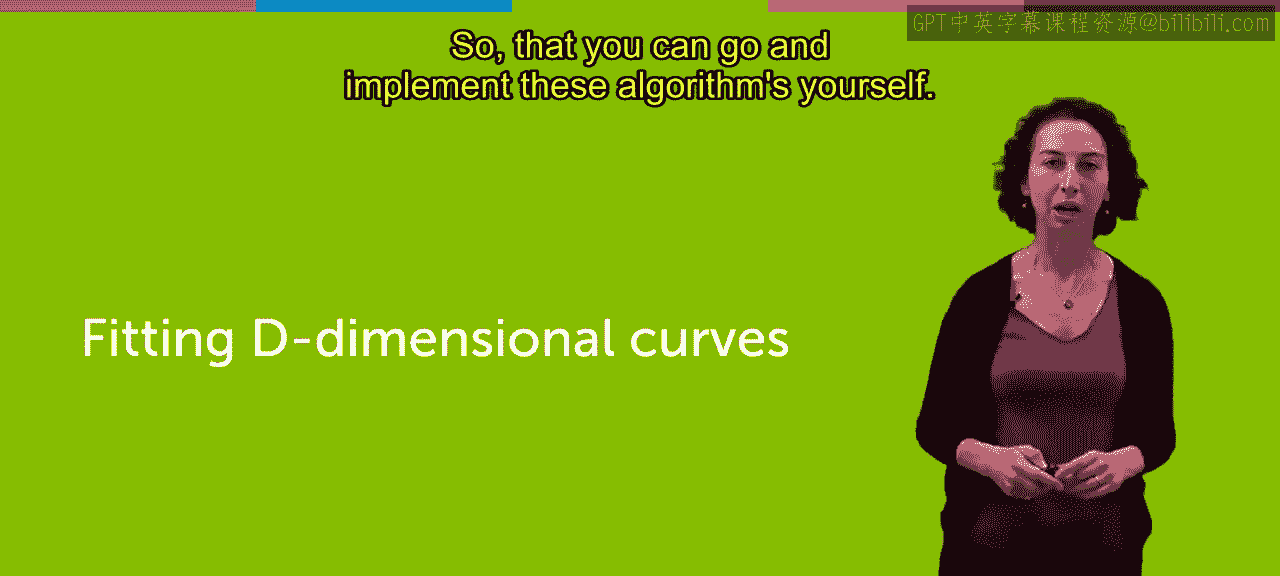 GPT中英字幕课程资源@bilibili.com
So, that you can go and
implement these algorithm's yourself.
Fitting D-dimensional curves